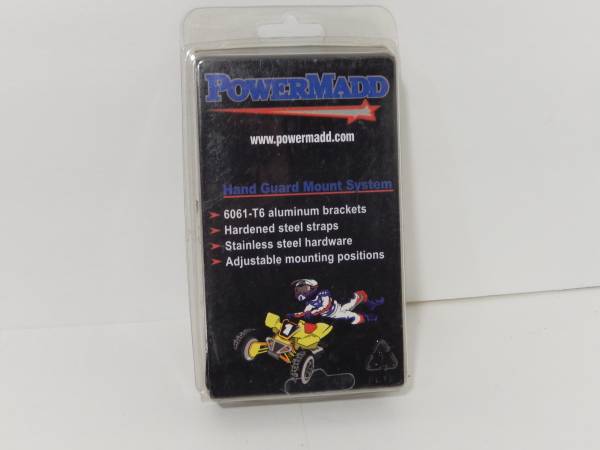 POWERMADD
www.powermadd.com
Hand Guard Mount System
6061-T6 aluminum brackets
Hardened steel straps
Stainless steel hardware
Adjustable mounting positions
1